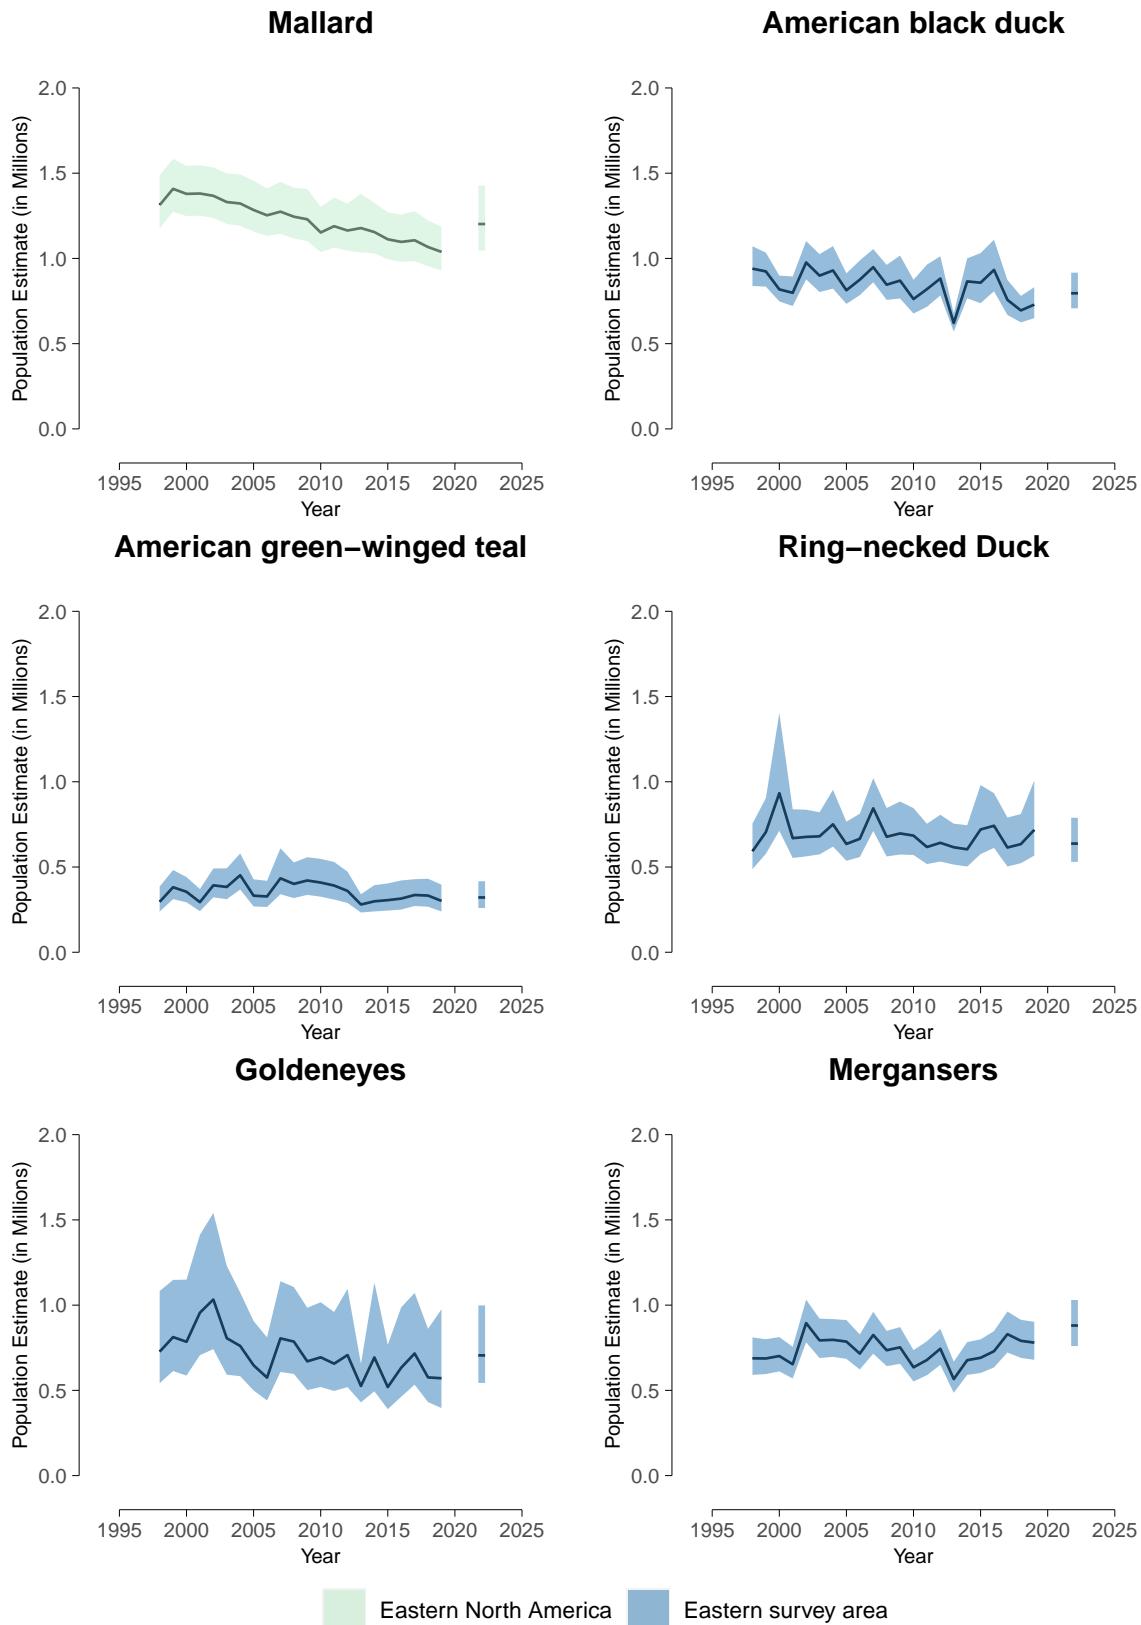 Mallard
Population Estimate (in Millions)
2.0
1.5
1.0
0.5
0.0
1995 2000 2005 2010 2015 2020 2025
Year
American black duck
Population Estimate (in Millions)
2.0
1.5
1.0
0.5
0.0
1995 2000 2005 2010 2015 2020 2025
Year
American green−winged teal
Population Estimate (in Millions)
2.0
1.5
1.0
0.5
0.0
1995 2000 2005 2010 2015 2020 2025
Year
Ring−necked Duck
Population Estimate (in Millions)
2.0
1.5
1.0
0.5
0.0
1995 2000 2005 2010 2015 2020 2025
Year
Goldeneyes
Population Estimate (in Millions)
2.0
1.5
1.0
0.5
0.0
1995 2000 2005 2010 2015 2020 2025
Year
Mergansers
Population Estimate (in Millions)
2.0
1.5
1.0
0.5
0.0
1995 2000 2005 2010 2015 2020 2025
Year
Eastern North America Eastern survey area